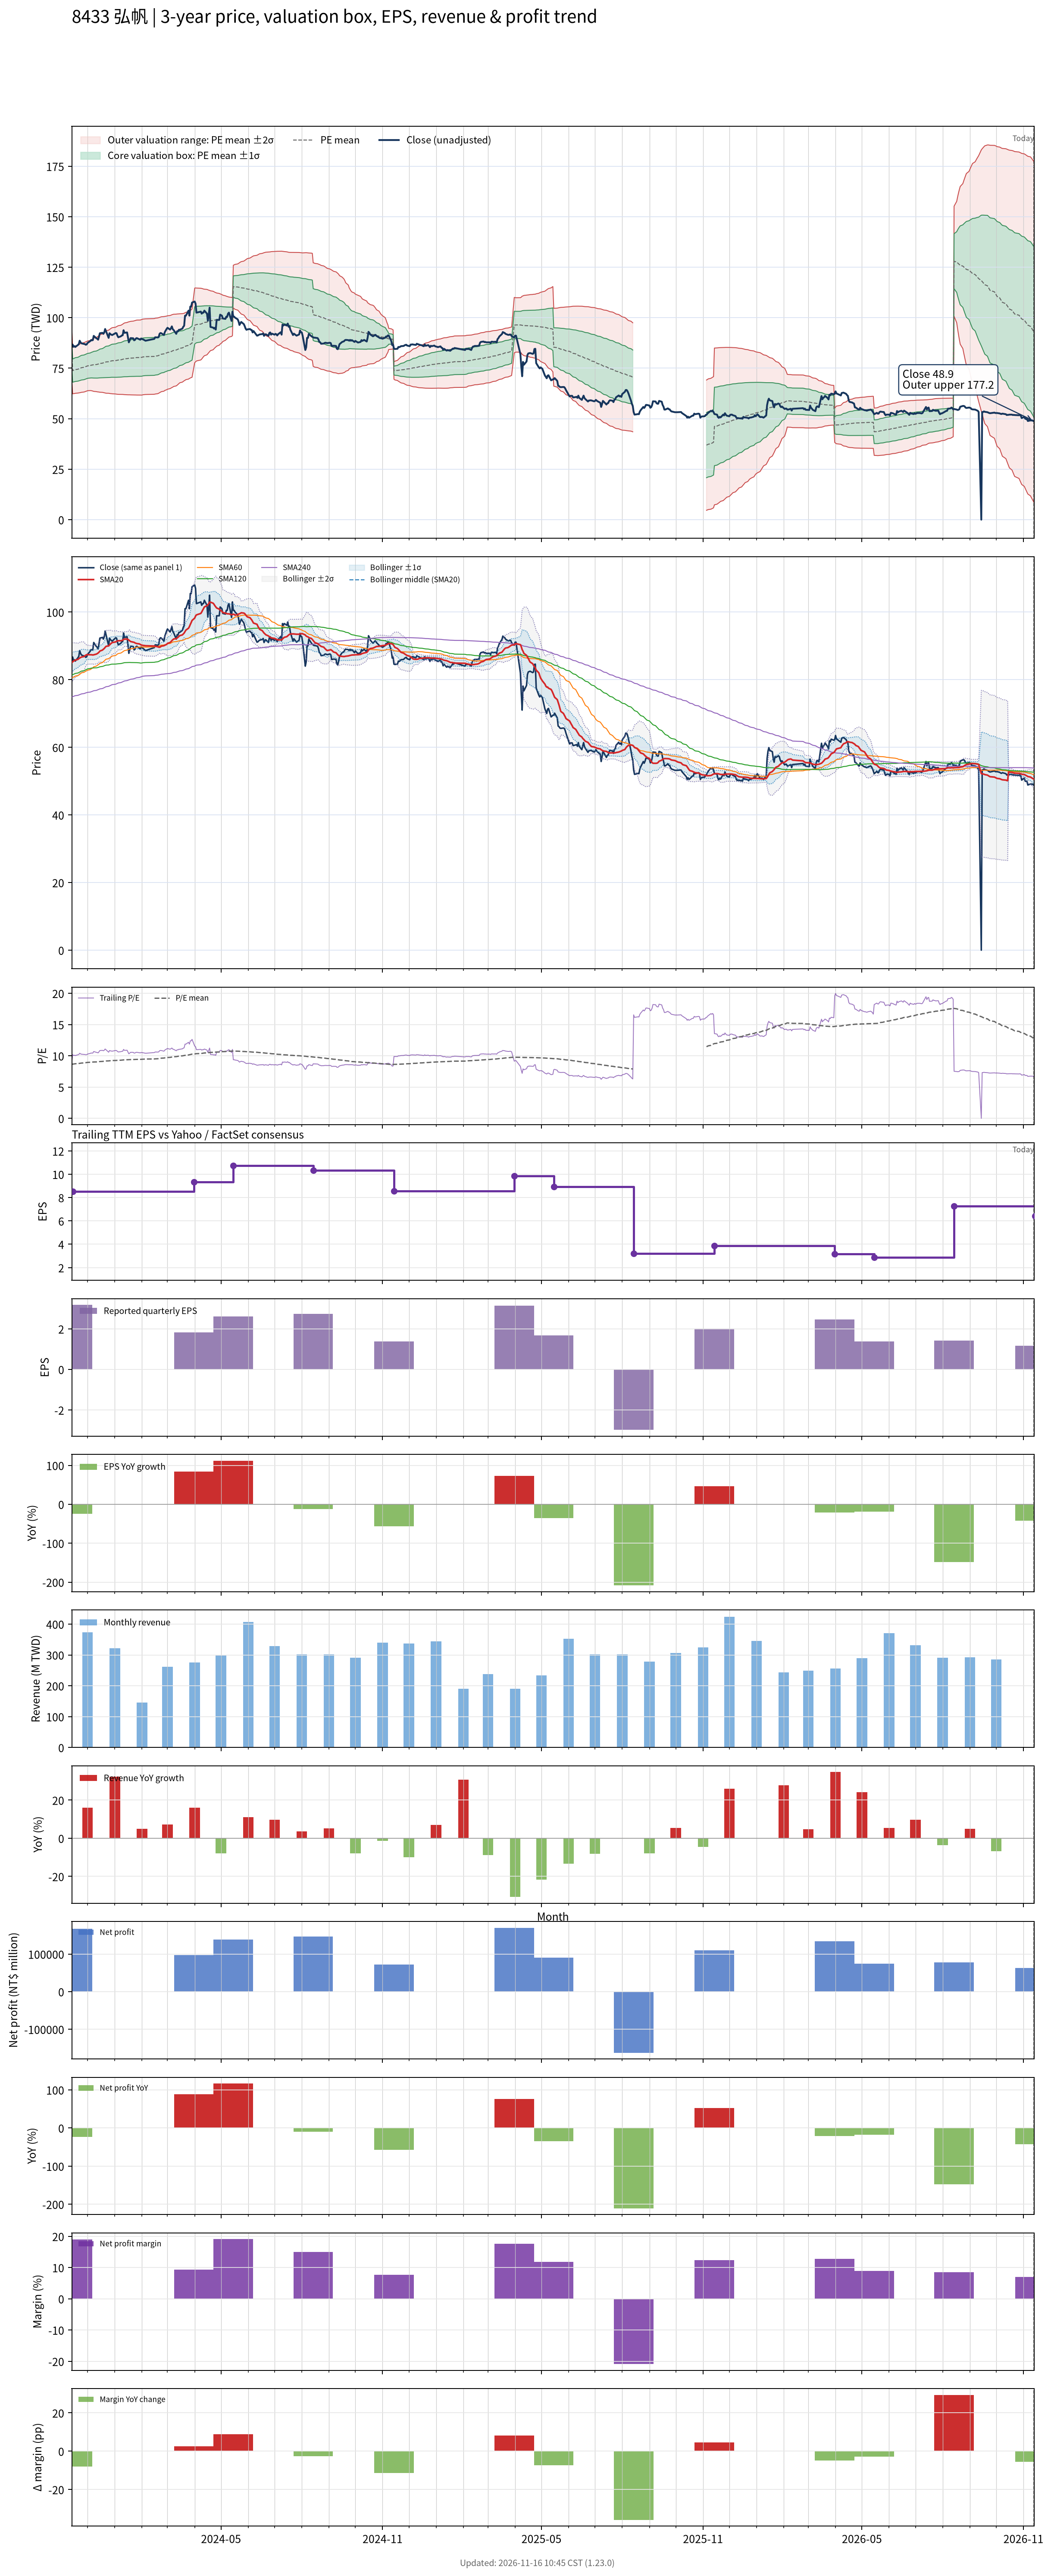 8433 弘帆 | 3-year price, valuation box, EPS, revenue & profit trend
Outer valuation range: PE mean ±2σ
PE mean
Close (unadjusted)
Core valuation box: PE mean ±1σ
Today
Price (TWD)
175
150
125
100
75
50
25
0
Close 48.9
Outer upper 177.2
Close (same as panel 1)
SMA60
SMA240
Bollinger ±1σ
SMA20
SMA120
Bollinger ±2σ
Bollinger middle (SMA20)
Price
100
80
60
40
20
0
Trailing P/E
P/E mean
P/E
20
15
10
5
0
Trailing TTM EPS vs Yahoo / FactSet consensus
Today
EPS
12
10
8
6
4
2
Reported quarterly EPS
EPS
2
0
-2
EPS YoY growth
YoY (%)
100
0
-100
-200
Monthly revenue
Revenue (M TWD)
400
300
200
100
0
Revenue YoY growth
YoY (%)
20
0
-20
Month
Net profit
Net profit (NT$ million)
100000
0
-100000
Net profit YoY
YoY (%)
100
0
-100
-200
Net profit margin
Margin (%)
20
10
0
-10
-20
Margin YoY change
Δ margin (pp)
20
0
-20
2024-05
2024-11
2025-05
2025-11
2026-05
2026-11
Updated: 2026-11-16 10:45 CST (1.23.0)